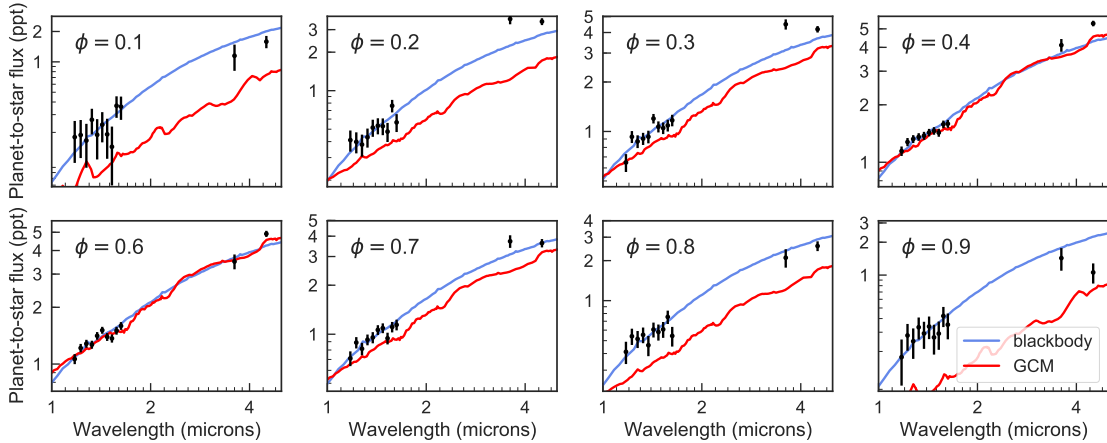 Planet-to-star flux (ppt)
2
1
ϕ = 0.1
3
1
ϕ = 0.2
5
4
3
2
1
ϕ = 0.3
5
4
3
2
1
ϕ = 0.4
Planet-to-star flux (ppt)
5
4
3
2
1
ϕ = 0.6
5
4
3
2
1
ϕ = 0.7
4
3
2
1
ϕ = 0.8
3
2
1
ϕ = 0.9
blackbody
GCM
1 2 4 1 2 4 1 2 4 1 2 4
Wavelength (microns) Wavelength (microns) Wavelength (microns) Wavelength (microns)